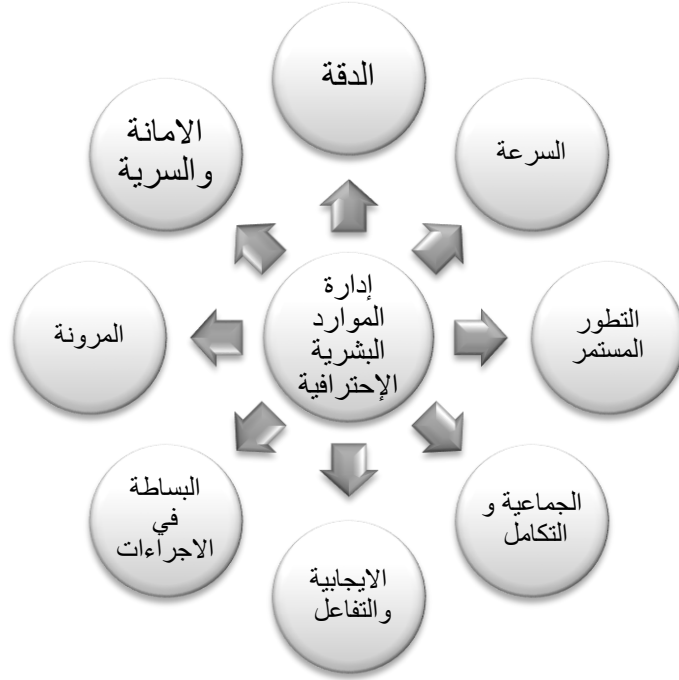 الدقة
السرعة
التطور
المستمر
الجماعية و
التكامل
الايجابية
والتفاعل
البساطة
في
الاجراءات
المرونة
الامانة
والسرية
إدارة
الموارد
البشرية
الإحترافية